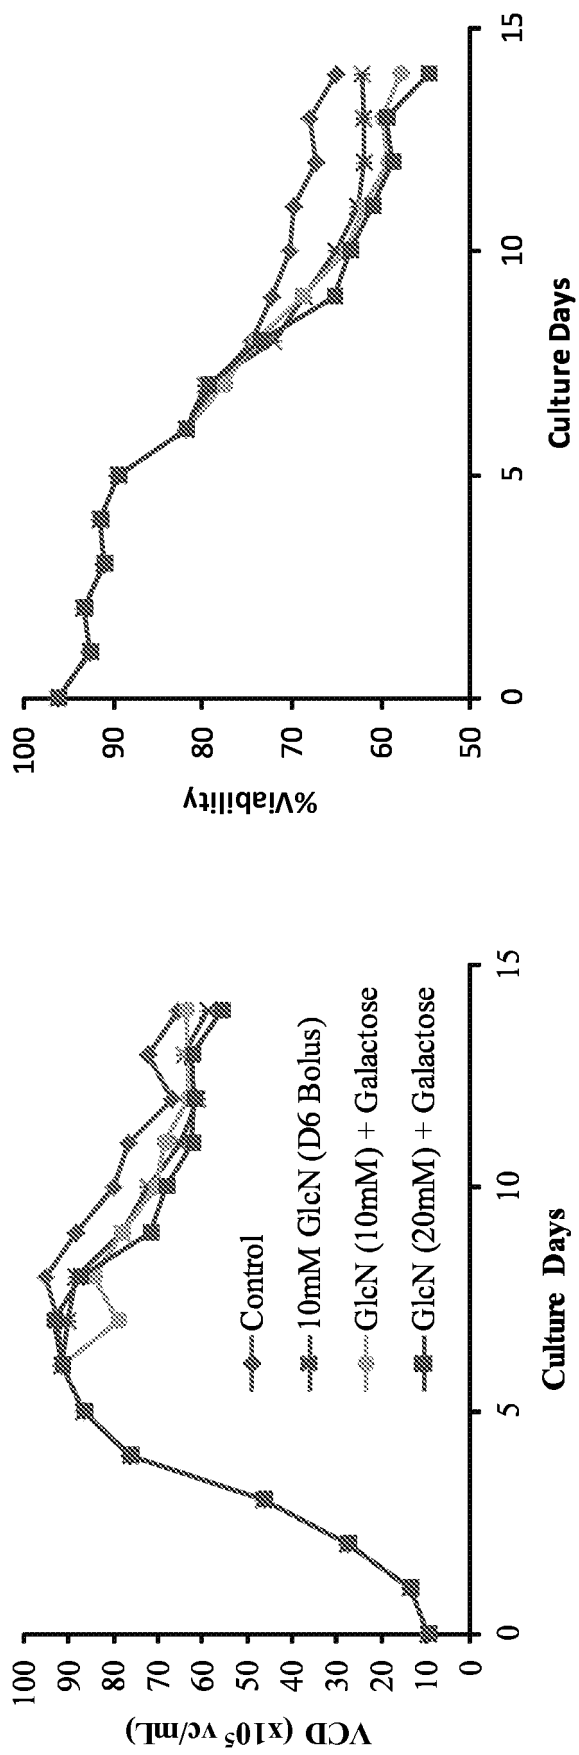 VCD (x10⁵ vc/mL)
100
90
80
70
60
50
40
30
20
10
0
0 5 10 15
Culture Days
Control
10mM GlcN (D6 Bolus)
GlcN (10mM) + Galactose
GlcN (20mM) + Galactose
%Viability
100
90
80
70
60
50
0 5 10 15
Culture Days